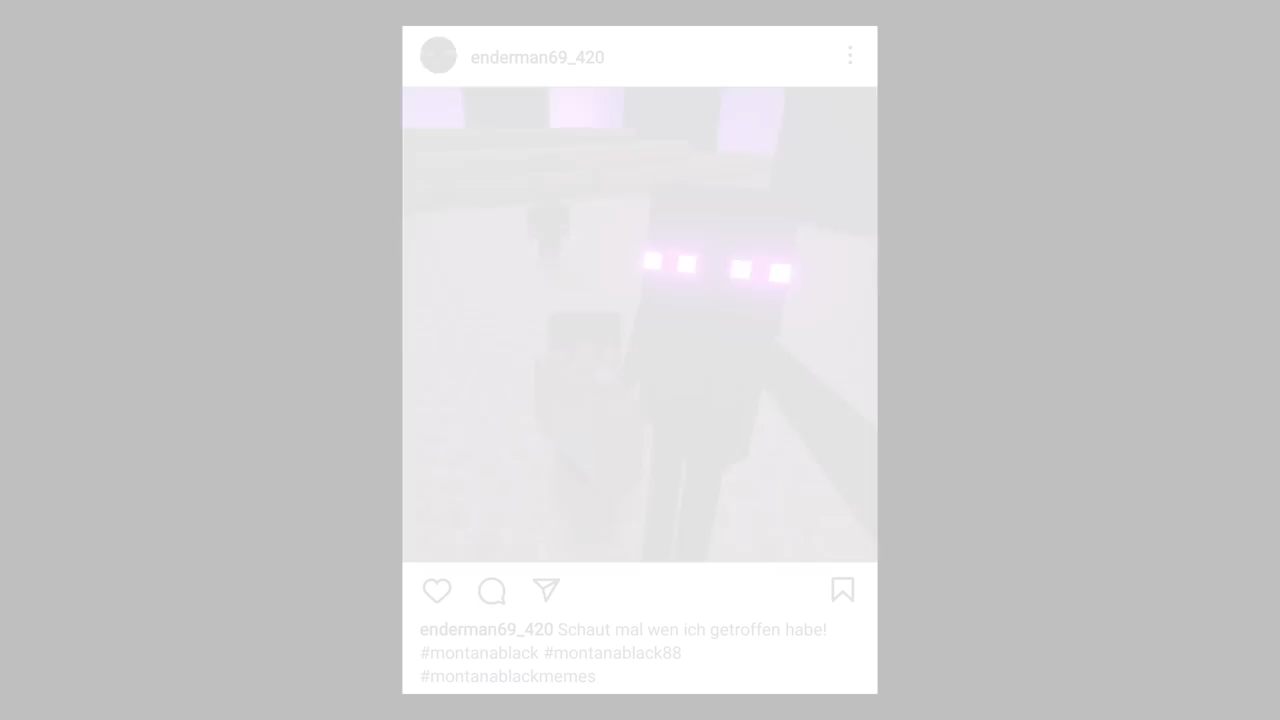 enderman69_420
enderman69_420 Schaut mal wen ich getroffen habe!
#montanablack #montanablack88
#montanablackmemes